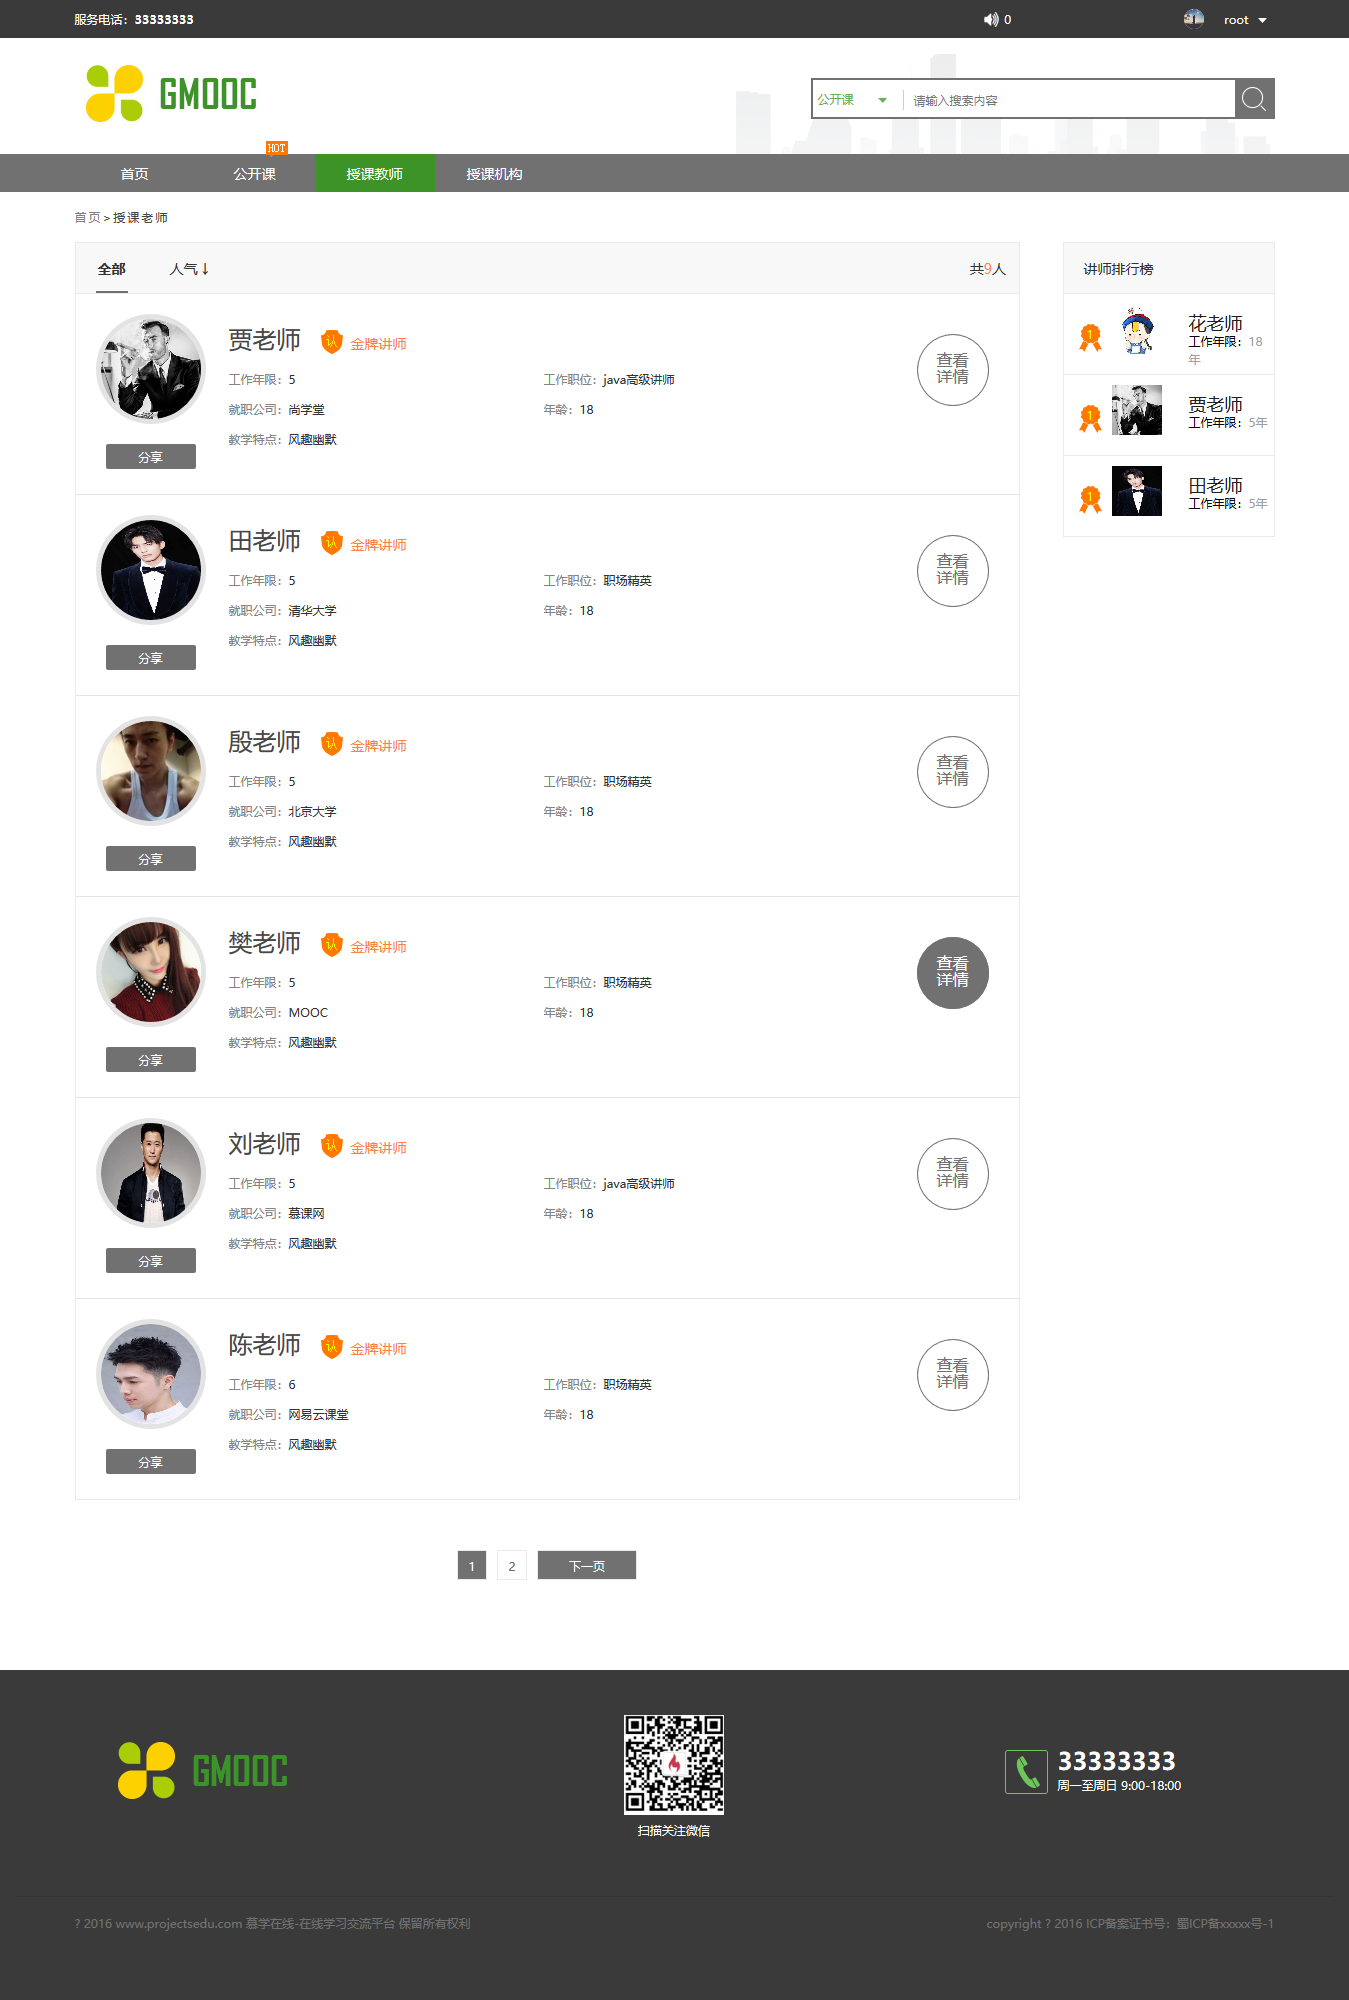 服务电话：33333333
0
root
GMOOC
公开课
请输入搜索内容
HOT
首页
公开课
授课教师
授课机构
首页>授课老师
全部
人气↓
共9人
贾老师
认
金牌讲师
工作年限：5
工作职位：java高级讲师
就职公司：尚学堂
年龄：18
教学特点：风趣幽默
分享
查看
详情
田老师
认
金牌讲师
工作年限：5
工作职位：职场精英
就职公司：清华大学
年龄：18
教学特点：风趣幽默
分享
查看
详情
殷老师
认
金牌讲师
工作年限：5
工作职位：职场精英
就职公司：北京大学
年龄：18
教学特点：风趣幽默
分享
查看
详情
樊老师
认
金牌讲师
工作年限：5
工作职位：职场精英
就职公司：MOOC
年龄：18
教学特点：风趣幽默
分享
查看
详情
刘老师
认
金牌讲师
工作年限：5
工作职位：java高级讲师
就职公司：慕课网
年龄：18
教学特点：风趣幽默
分享
查看
详情
陈老师
认
金牌讲师
工作年限：6
工作职位：职场精英
就职公司：网易云课堂
年龄：18
教学特点：风趣幽默
分享
查看
详情
讲师排行榜
1
花老师
工作年限：18
年
1
贾老师
工作年限：5年
1
田老师
工作年限：5年
1
2
下一页
GMOOC
扫描关注微信
33333333
周一至周日 9:00-18:00
? 2016 www.projectsedu.com 慕学在线-在线学习交流平台 保留所有权利
copyright ? 2016 ICP备案证书号：蜀ICP备xxxxx号-1